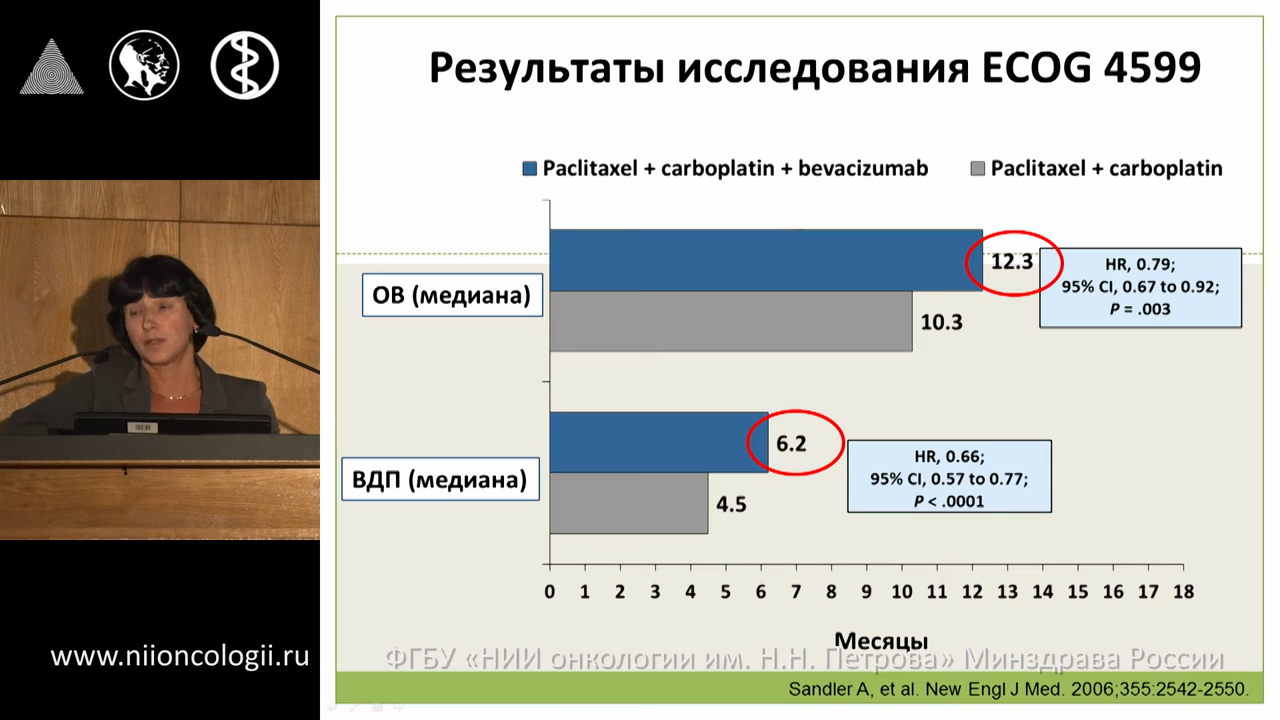 Результаты исследования ECOG 4599
Paclitaxel + carboplatin + bevacizumab
Paclitaxel + carboplatin
ОВ (медиана)
12.3
10.3
HR, 0.79;
95% CI, 0.67 to 0.92;
P = .003
ВДП (медиана)
6.2
4.5
HR, 0.66;
95% CI, 0.57 to 0.77;
P < .0001
0 1 2 3 4 5 6 7 8 9 10 11 12 13 14 15 16 17 18
Месяцы
www.niioncologii.ru
ФГБУ «НИИ онкологии им. Н.Н. Петрова» Минздрава России
Sandler A, et al. New Engl J Med. 2006;355:2542-2550.